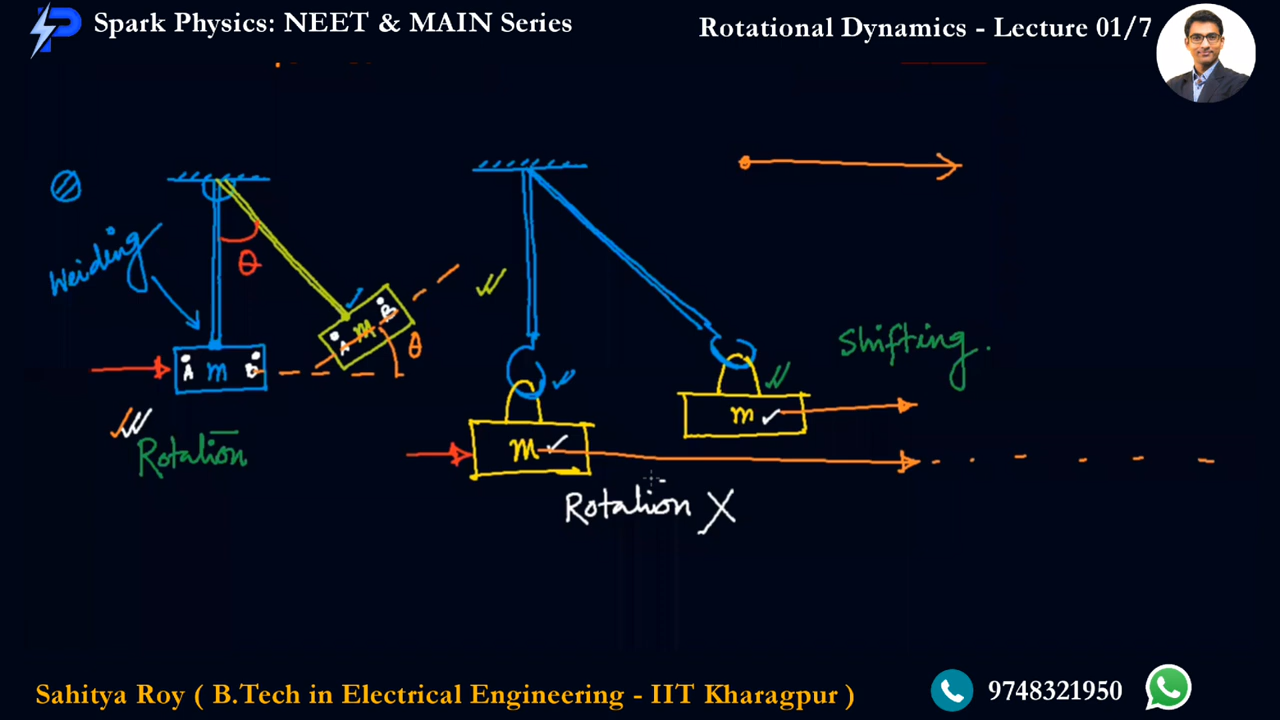 Spark Physics: NEET & MAIN Series
Rotational Dynamics - Lecture 01/7
Welding
θ
A m B
A m B
θ
Rotation
m
m
Shifting.
Rotation X
Sahitya Roy ( B.Tech in Electrical Engineering - IIT Kharagpur )
9748321950